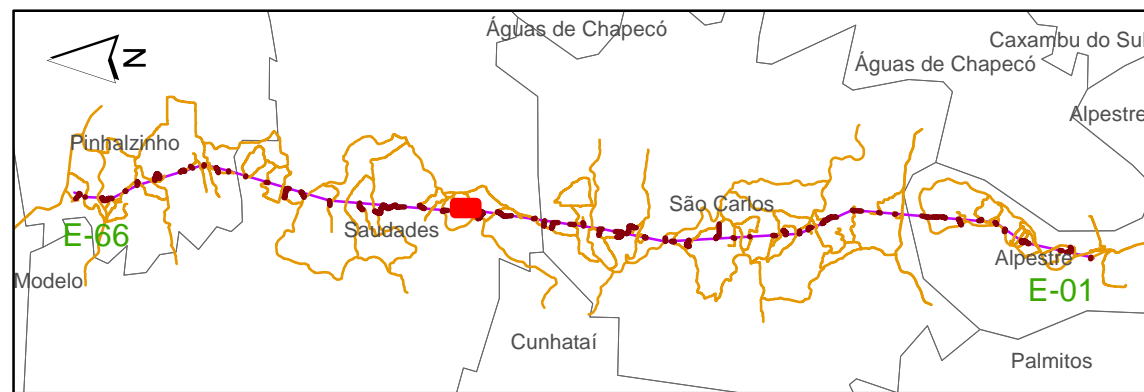 Águas de Chapecó
Caxambu do Sul
N
Águas de Chapecó
Alpestre
Pinhalzinho
São Carlos
Saudades
E-66
Alpestre
Modelo
E-01
Cunhataí
Palmitos